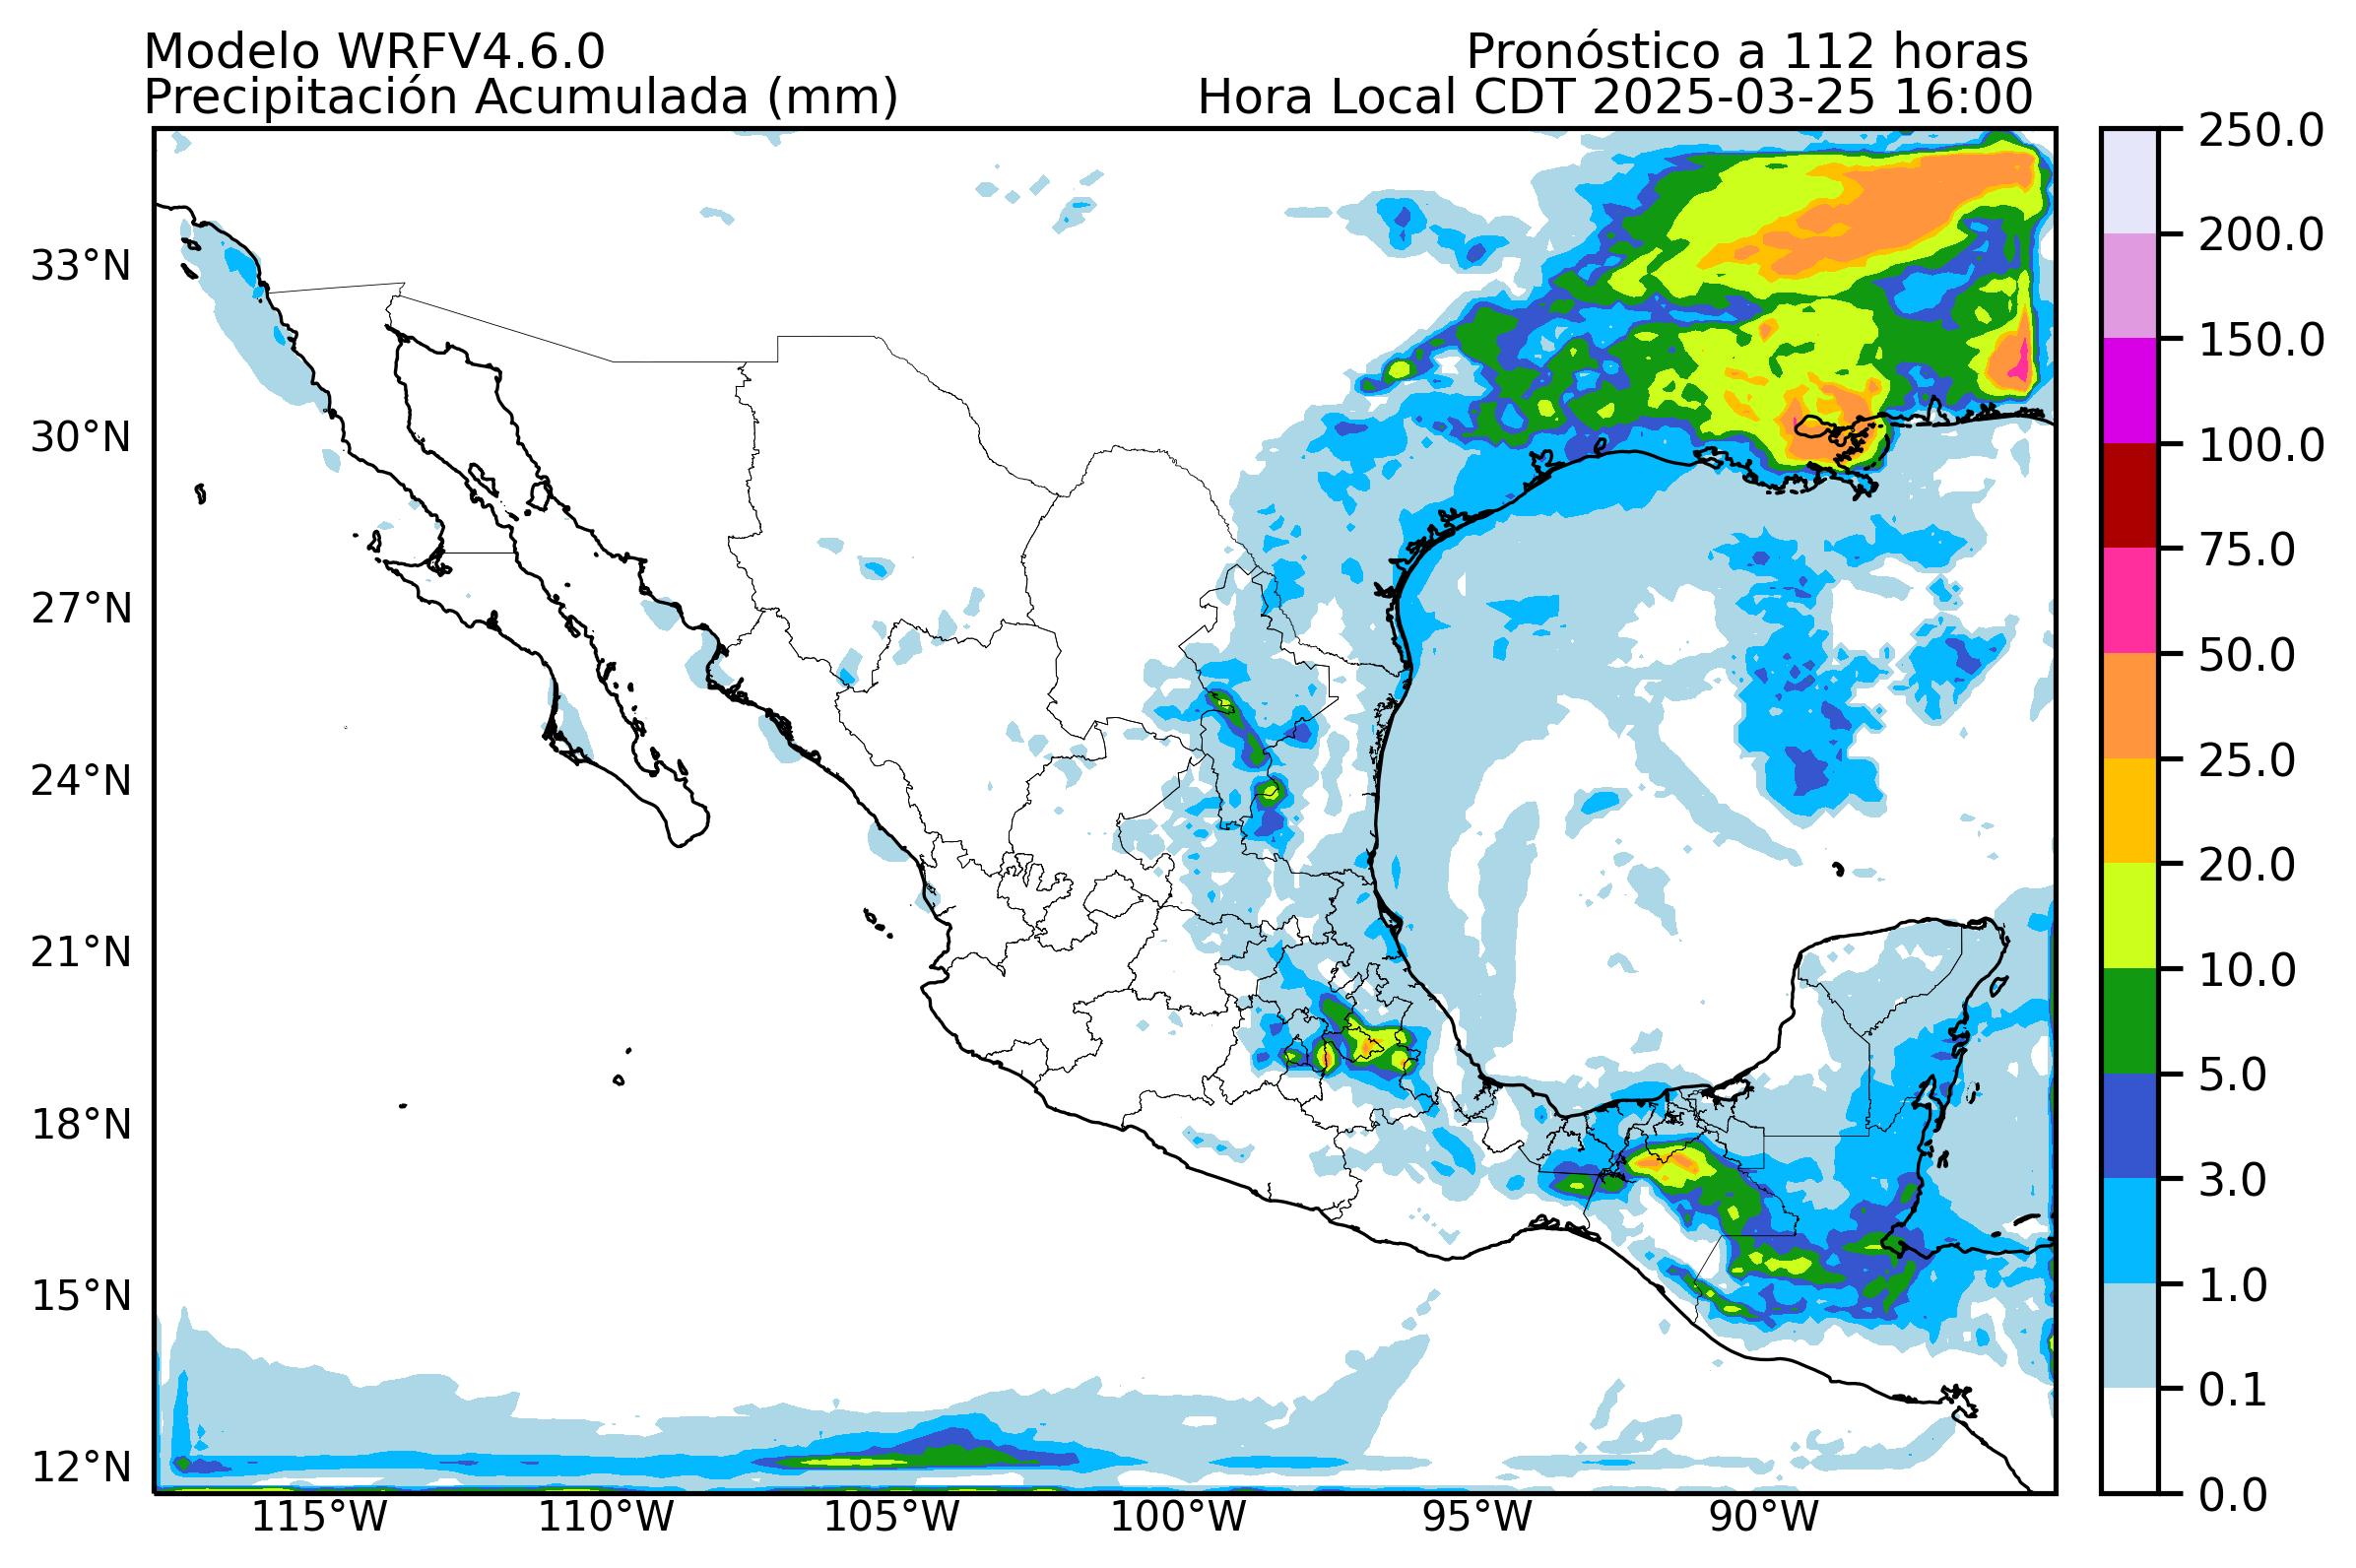 Modelo WRFV4.6.0
Pronóstico a 112 horas
Precipitación Acumulada (mm)
Hora Local CDT 2025-03-25 16:00
33°N
30°N
27°N
24°N
21°N
18°N
15°N
12°N
115°W
110°W
105°W
100°W
95°W
90°W
250.0
200.0
150.0
100.0
75.0
50.0
25.0
20.0
10.0
5.0
3.0
1.0
0.1
0.0